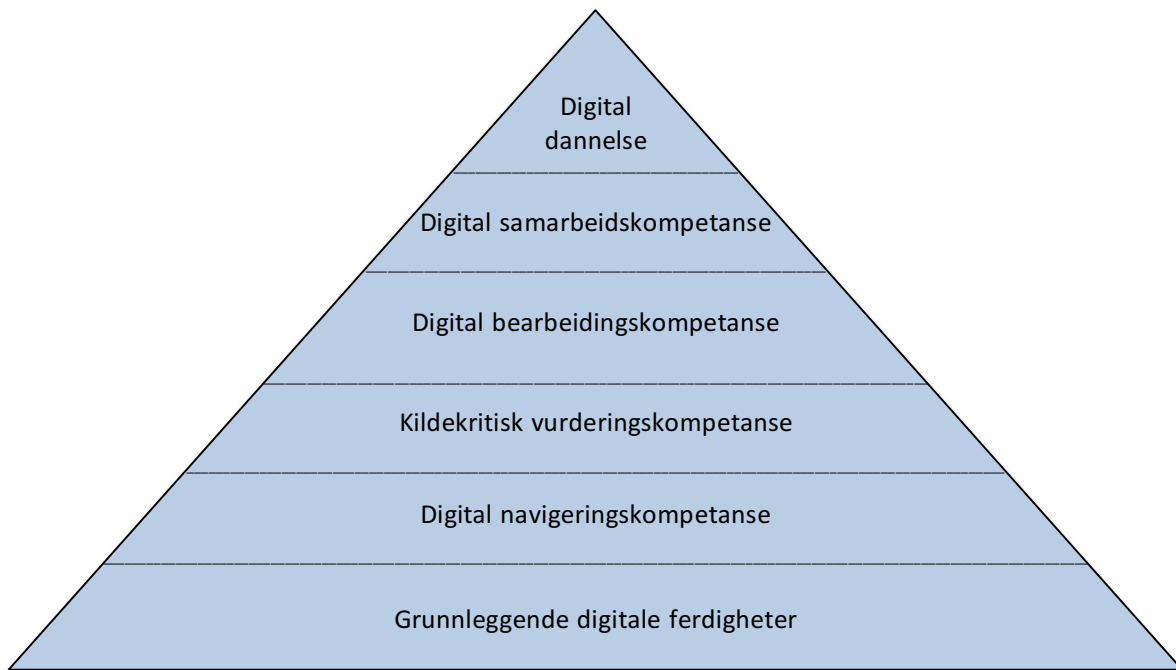 Digital
dannelse
Digital samarbeidskompetanse
Digital bearbeidingskompetanse
Kildekritisk vurderingskompetanse
Digital navigeringskompetanse
Grunnleggende digitale ferdigheter